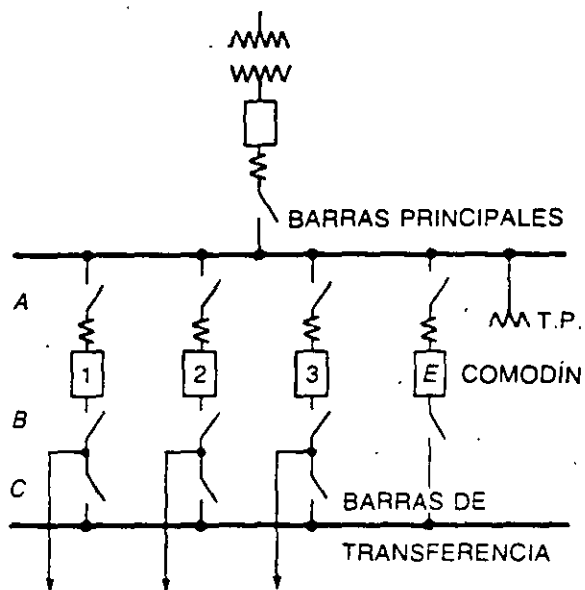 BARRAS PRINCIPALES
A
T.P.
1
2
3
E
COMODÍN
B
C
BARRAS DE
TRANSFERENCIA